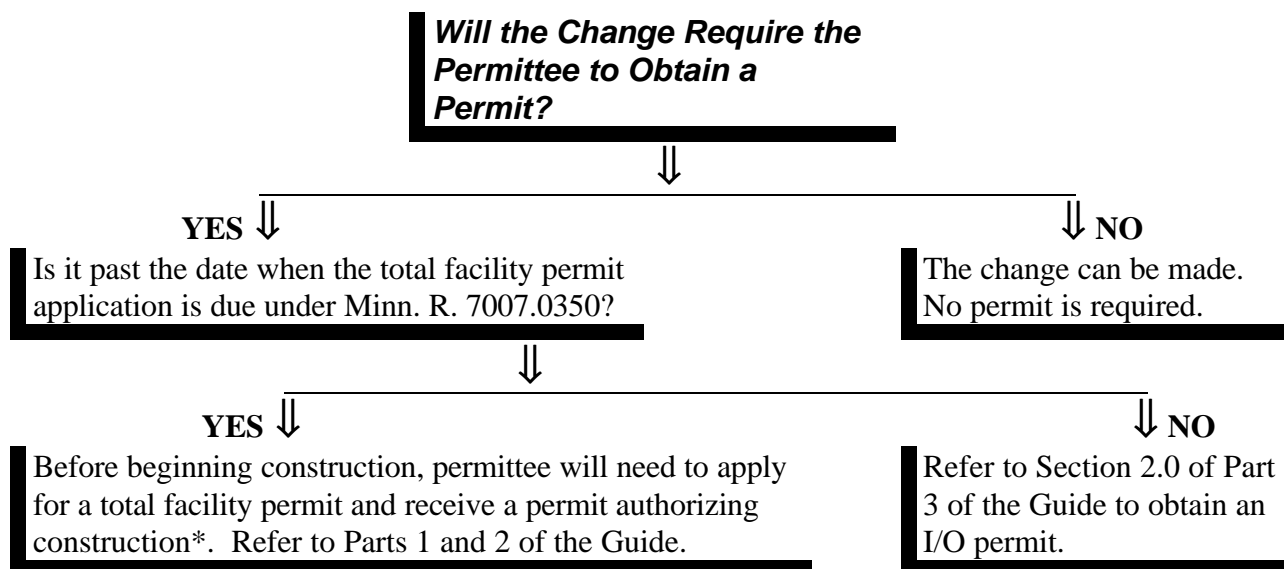 Will the Change Require the
Permittee to Obtain a
Permit?
⇓
YES ⇓
⇓ NO
Is it past the date when the total facility permit
application is due under Minn. R. 7007.0350?
The change can be made.
No permit is required.
⇓
YES ⇓
⇓ NO
Before beginning construction, permittee will need to apply
for a total facility permit and receive a permit authorizing
construction*. Refer to Parts 1 and 2 of the Guide.
Refer to Section 2.0 of Part
3 of the Guide to obtain an
I/O permit.